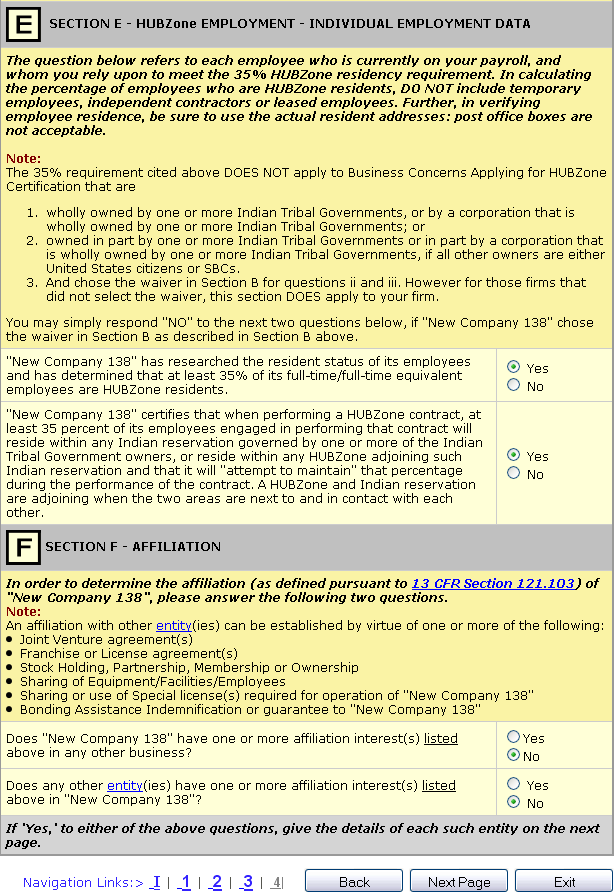 E SECTION E - HUBZone EMPLOYMENT - INDIVIDUAL EMPLOYMENT DATA
The question below refers to each employee who is currently on your payroll, and
whom you rely upon to meet the 35% HUBZone residency requirement. In calculating
the percentage of employees who are HUBZone residents, DO NOT include temporary
employees, independent contractors or leased employees. Further, in verifying
employee residence, be sure to use the actual resident addresses: post office boxes are
not acceptable.
Note:
The 35% requirement cited above DOES NOT apply to Business Concerns Applying for HUBZone
Certification that are
1. wholly owned by one or more Indian Tribal Governments, or by a corporation that is
wholly owned by one or more Indian Tribal Governments; or
2. owned in part by one or more Indian Tribal Governments or in part by a corporation that
is wholly owned by one or more Indian Tribal Governments, if all other owners are either
United States citizens or SBCs.
3. And chose the waiver in Section B for questions ii and iii. However for those firms that
did not select the waiver, this section DOES apply to your firm.
You may simply respond "NO" to the next two questions below, if "New Company 138" chose
the waiver in Section B as described in Section B above.
"New Company 138" has researched the resident status of its employees
and has determined that at least 35% of its full-time/full-time equivalent
employees are HUBZone residents.
Yes
No
"New Company 138" certifies that when performing a HUBZone contract, at
least 35 percent of its employees engaged in performing that contract will
reside within any Indian reservation governed by one or more of the Indian
Tribal Government owners, or reside within any HUBZone adjoining such
Indian reservation and that it will "attempt to maintain" that percentage
during the performance of the contract. A HUBZone and Indian reservation
are adjoining when the two areas are next to and in contact with each
other.
Yes
No
F SECTION F - AFFILIATION
In order to determine the affiliation (as defined pursuant to 13 CFR Section 121.103) of
"New Company 138", please answer the following two questions.
Note:
An affiliation with other entity(ies) can be established by virtue of one or more of the following:
• Joint Venture agreement(s)
• Franchise or License agreement(s)
• Stock Holding, Partnership, Membership or Ownership
• Sharing of Equipment/Facilities/Employees
• Sharing or use of Special license(s) required for operation of "New Company 138"
• Bonding Assistance Indemnification or guarantee to "New Company 138"
Does "New Company 138" have one or more affiliation interest(s) listed
above in any other business?
Yes
No
Does any other entity(ies) have one or more affiliation interest(s) listed
above in "New Company 138"?
Yes
No
If 'Yes,' to either of the above questions, give the details of each such entity on the next
page.
Navigation Links:> I | 1 | 2 | 3 | 4| Back Next Page Exit